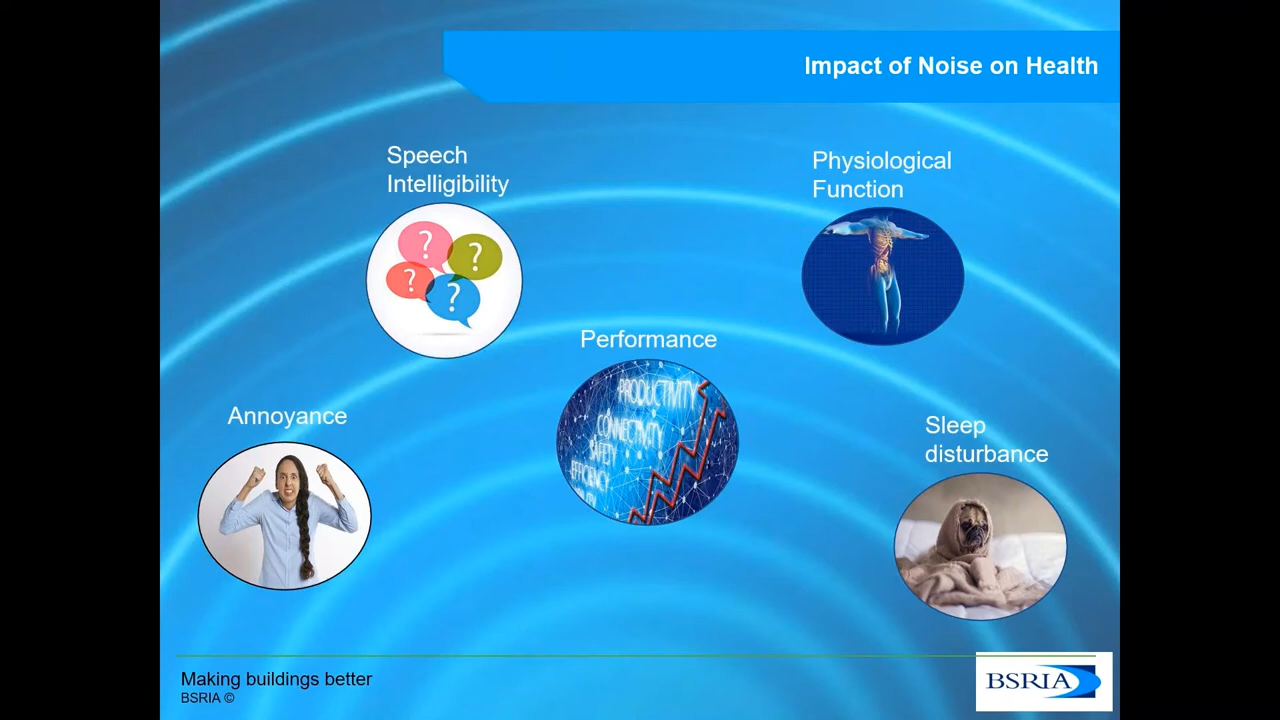 Impact of Noise on Health
Speech
Intelligibility
? ?
? ?
Physiological
Function
Performance
PRODUCTIVITY
CONNECTIVITY
SAFETY
EFFICIENCY
Annoyance
Sleep
disturbance
Making buildings better
BSRIA ©
BSRIA